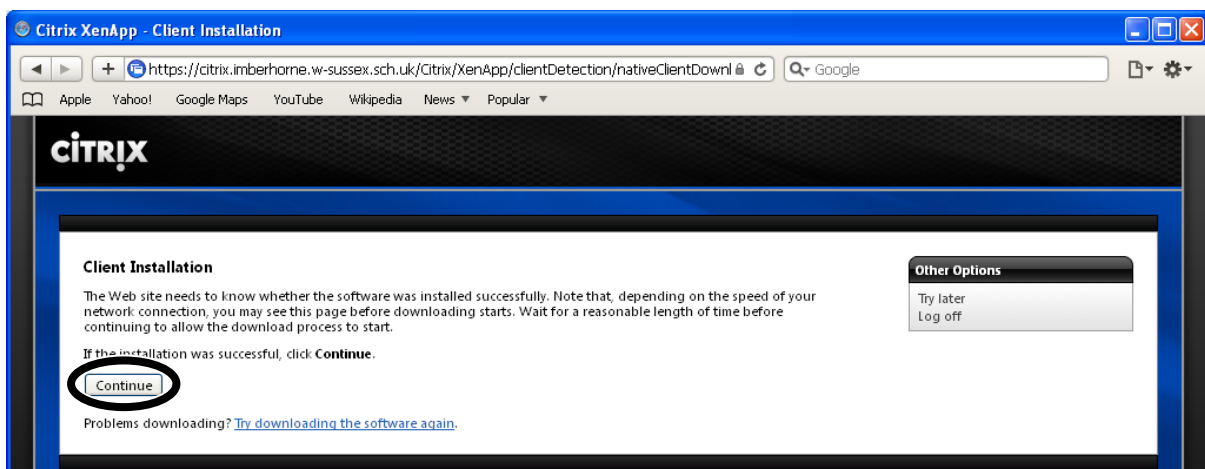 Citrix XenApp - Client Installation
https://citrix.imberhorne.w-sussex.sch.uk/Citrix/XenApp/clientDetection/nativeClientDownl
Google
Apple Yahoo! Google Maps YouTube Wikipedia News ▼ Popular ▼
CİTRIX
Client Installation
The Web site needs to know whether the software was installed successfully. Note that, depending on the speed of your
network connection, you may see this page before downloading starts. Wait for a reasonable length of time before
continuing to allow the download process to start.
If the installation was successful, click Continue.
Continue
Problems downloading? Try downloading the software again.
Other Options
Try later
Log off